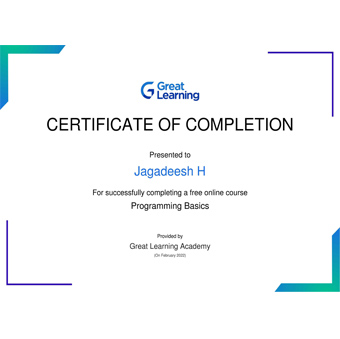 Great
Learning
CERTIFICATE OF COMPLETION
Presented to
Jagadeesh H
For successfully completing a free online course
Programming Basics
Provided by
Great Learning Academy
(On February 2022)